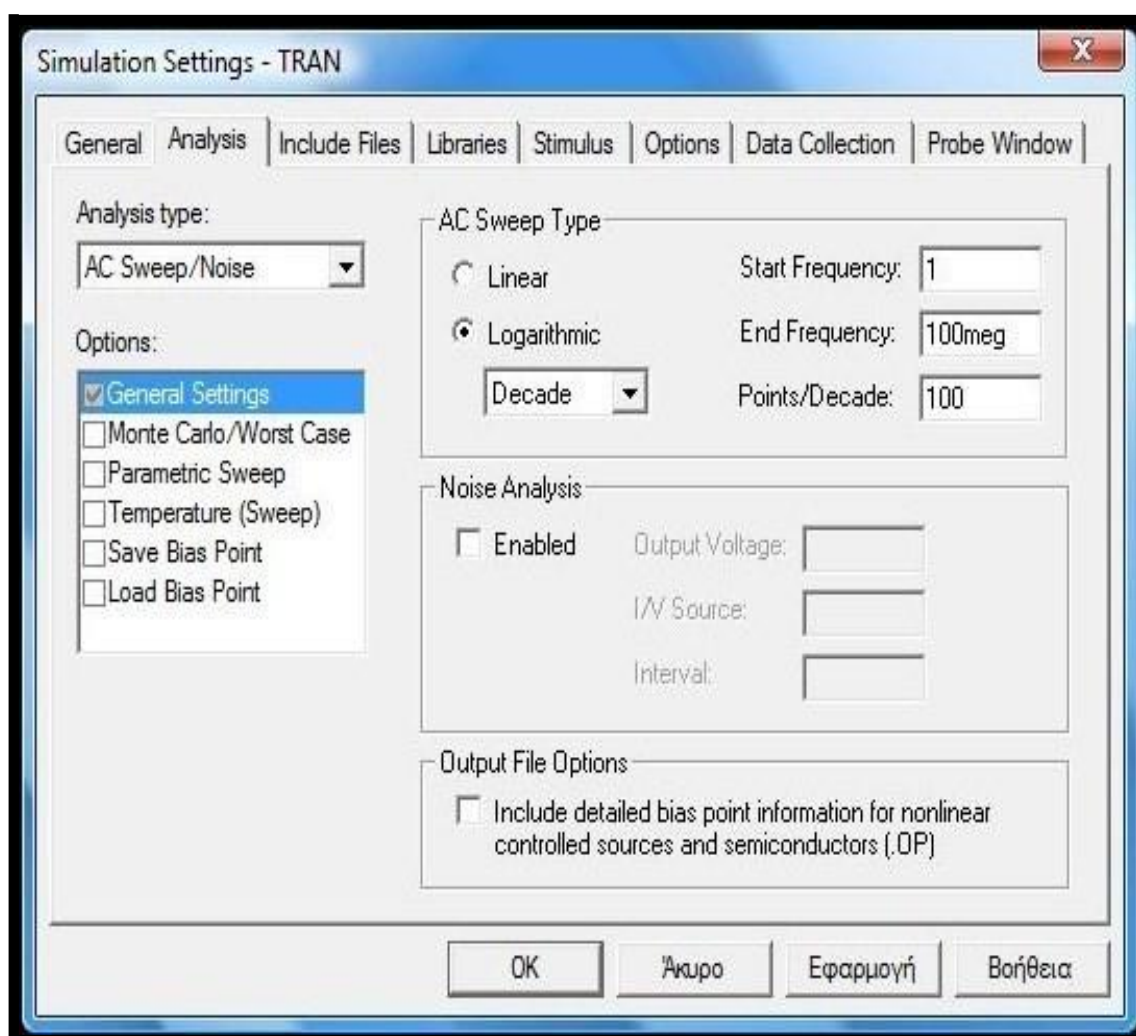 Simulation Settings - TRAN
X
General Analysis Include Files Libraries Stimulus Options Data Collection Probe Window
Analysis type:
AC Sweep/Noise
Options:
General Settings
Monte Carlo/Worst Case
Parametric Sweep
Temperature (Sweep)
Save Bias Point
Load Bias Point
AC Sweep Type
Linear
Logarithmic
Decade
Start Frequency: 1
End Frequency: 100meg
Points/Decade: 100
Noise Analysis
Enabled
Output Voltage:
I/V Source:
Interval:
Output File Options
Include detailed bias point information for nonlinear
controlled sources and semiconductors (.OP)
OK Άκυρο Εφαρμογή Βοήθεια